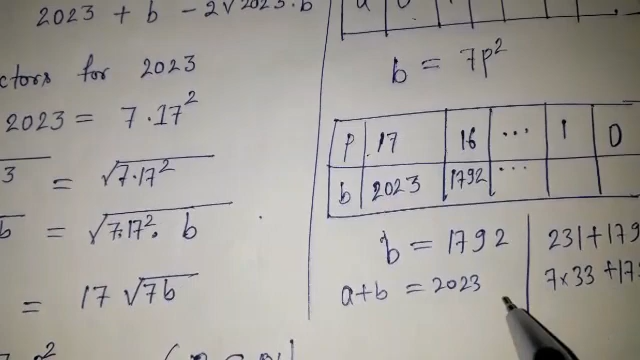 2023 + b - 2√2023·b
ctors for 2023
2023 = 7·17²
3 = √7·17²
b = √7·17²· b
= 17 √7b
b = 7p²
p 17 16 ... 1 0
b 2023 1792 ...
b = 1792
a+b = 2023
231+179
7×33 +17